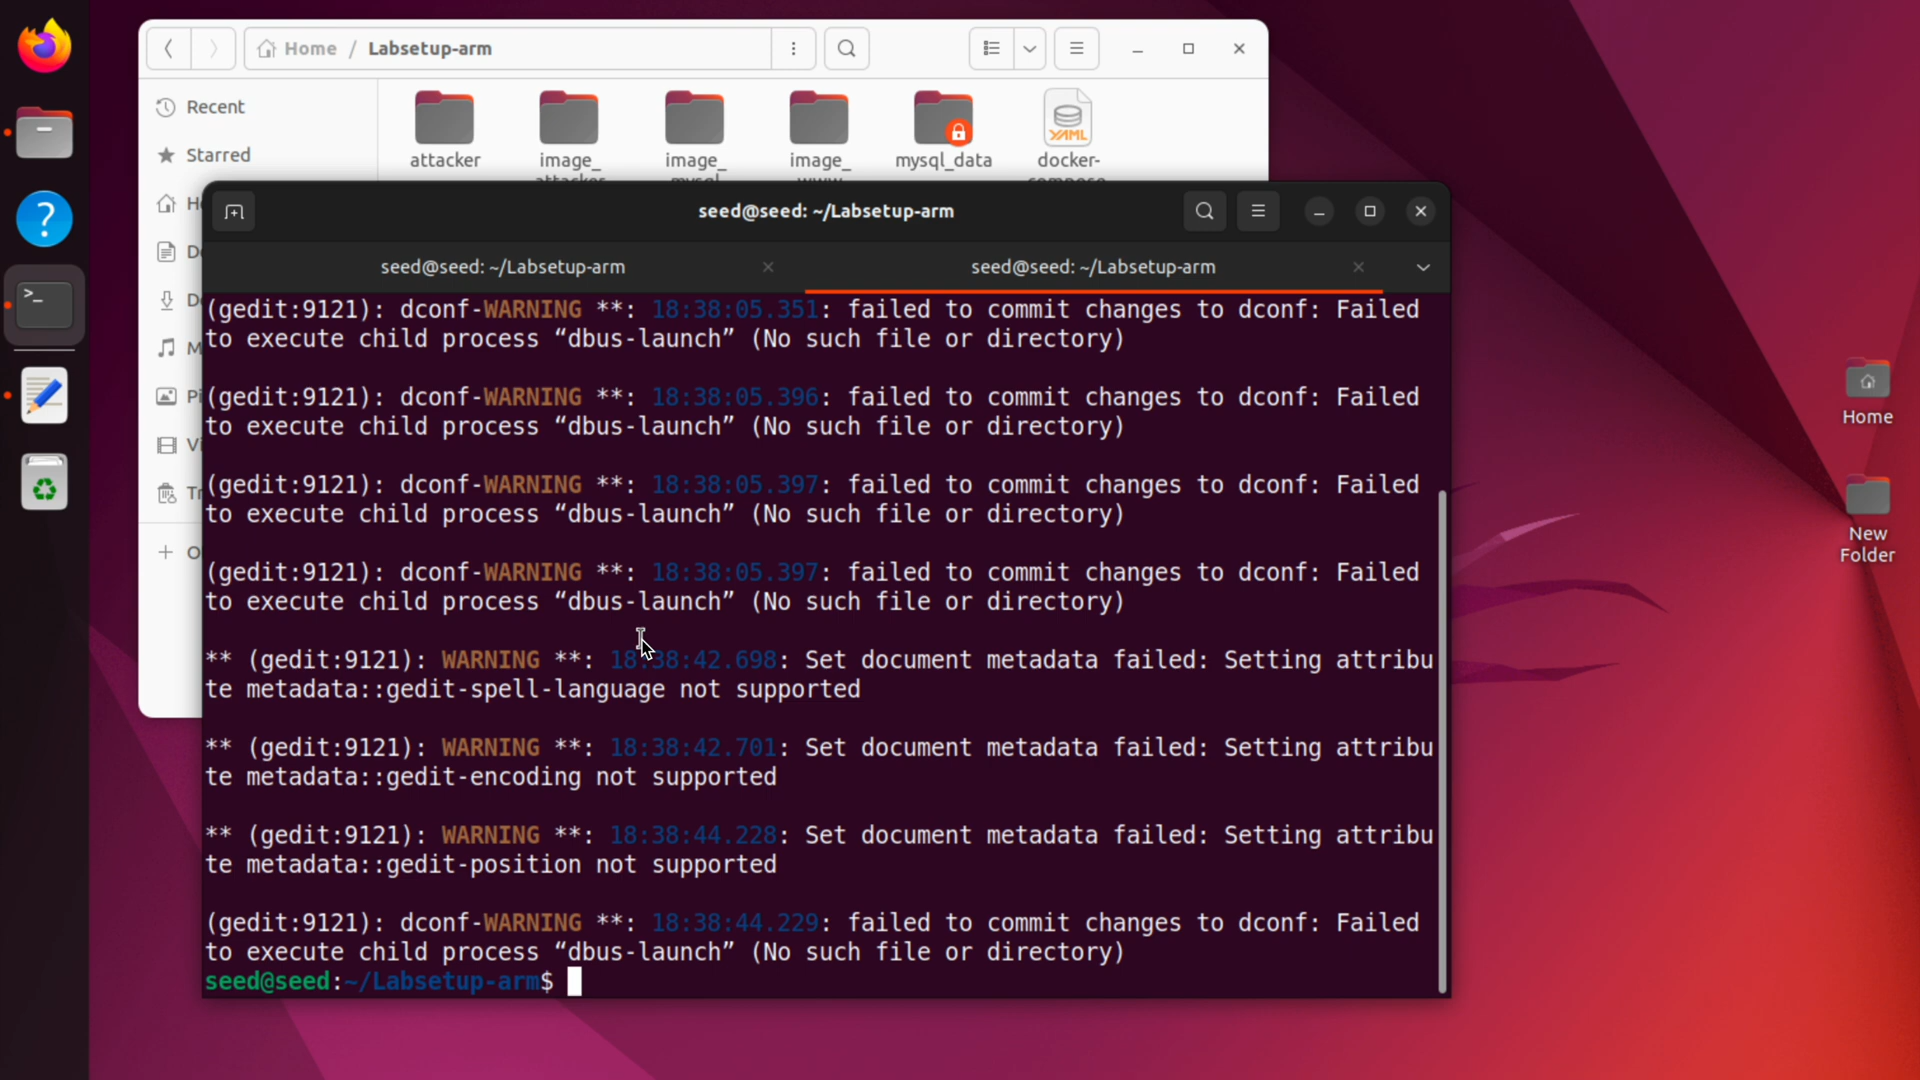 Home / Labsetup-arm
Recent
Starred
attacker
image_
image_
image_
mysql_data
docker-
YAML
seed@seed: ~/Labsetup-arm
seed@seed: ~/Labsetup-arm
seed@seed: ~/Labsetup-arm
(gedit:9121): dconf-WARNING **: 18:38:05.351: failed to commit changes to dconf: Failed
to execute child process “dbus-launch” (No such file or directory)
(gedit:9121): dconf-WARNING **: 18:38:05.396: failed to commit changes to dconf: Failed
to execute child process “dbus-launch” (No such file or directory)
(gedit:9121): dconf-WARNING **: 18:38:05.397: failed to commit changes to dconf: Failed
to execute child process “dbus-launch” (No such file or directory)
(gedit:9121): dconf-WARNING **: 18:38:05.397: failed to commit changes to dconf: Failed
to execute child process “dbus-launch” (No such file or directory)
** (gedit:9121): WARNING **: 18:38:42.698: Set document metadata failed: Setting attribu
te metadata::gedit-spell-language not supported
** (gedit:9121): WARNING **: 18:38:42.701: Set document metadata failed: Setting attribu
te metadata::gedit-encoding not supported
** (gedit:9121): WARNING **: 18:38:44.228: Set document metadata failed: Setting attribu
te metadata::gedit-position not supported
(gedit:9121): dconf-WARNING **: 18:38:44.229: failed to commit changes to dconf: Failed
to execute child process “dbus-launch” (No such file or directory)
seed@seed:~/Labsetup-arm$
Home
New
Folder